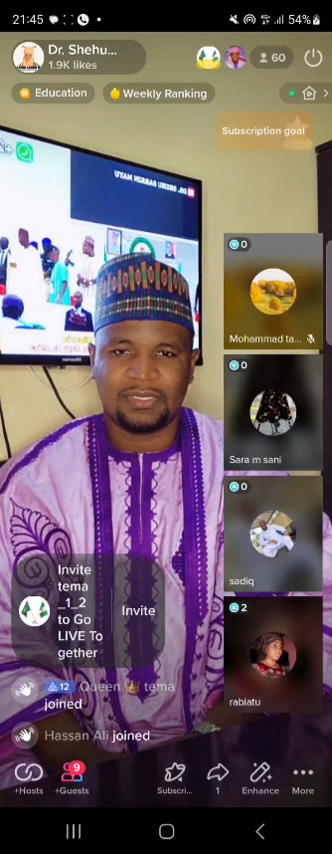 21:45
54%
Dr. Shehu...
1.9K likes
60
Education
Weekly Ranking
Subscription goal
0
Mohammad ta...
0
Sara m sani
0
sadiq
2
rablatu
Invite
tema
_1_2
to Go
LIVE To
gether
Invite
12 Queen tema
joined
Hassan Ali joined
9
+Hosts
+Guests
Subscri...
1
Enhance
More